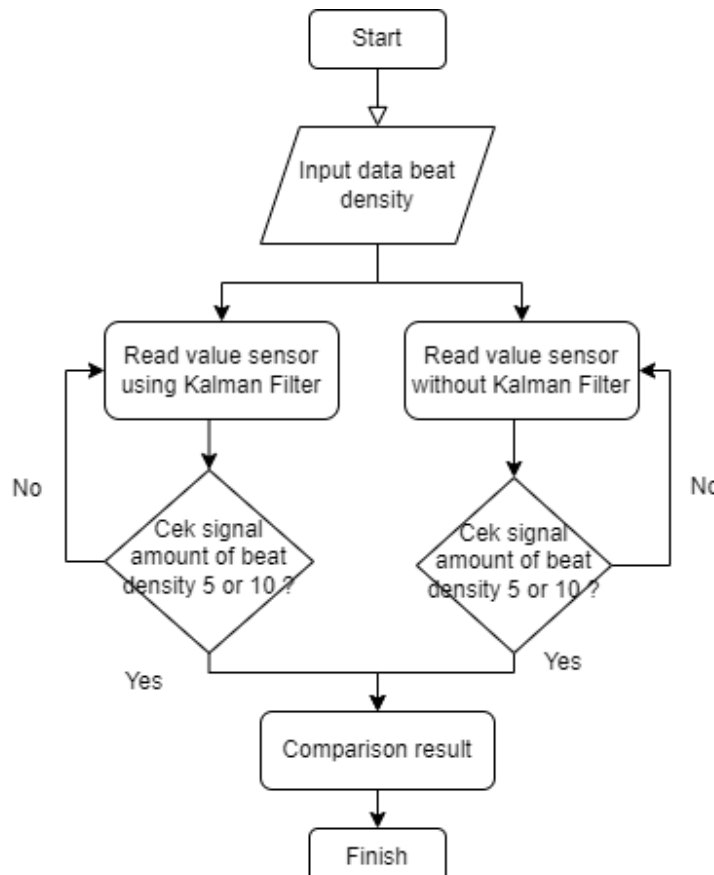 Start
Input data beat
density
Read value sensor
using Kalman Filter
Read value sensor
without Kalman Filter
No
Cek signal
amount of beat
density 5 or 10 ?
Cek signal
amount of beat
density 5 or 10 ?
No
Yes
Yes
Comparison result
Finish